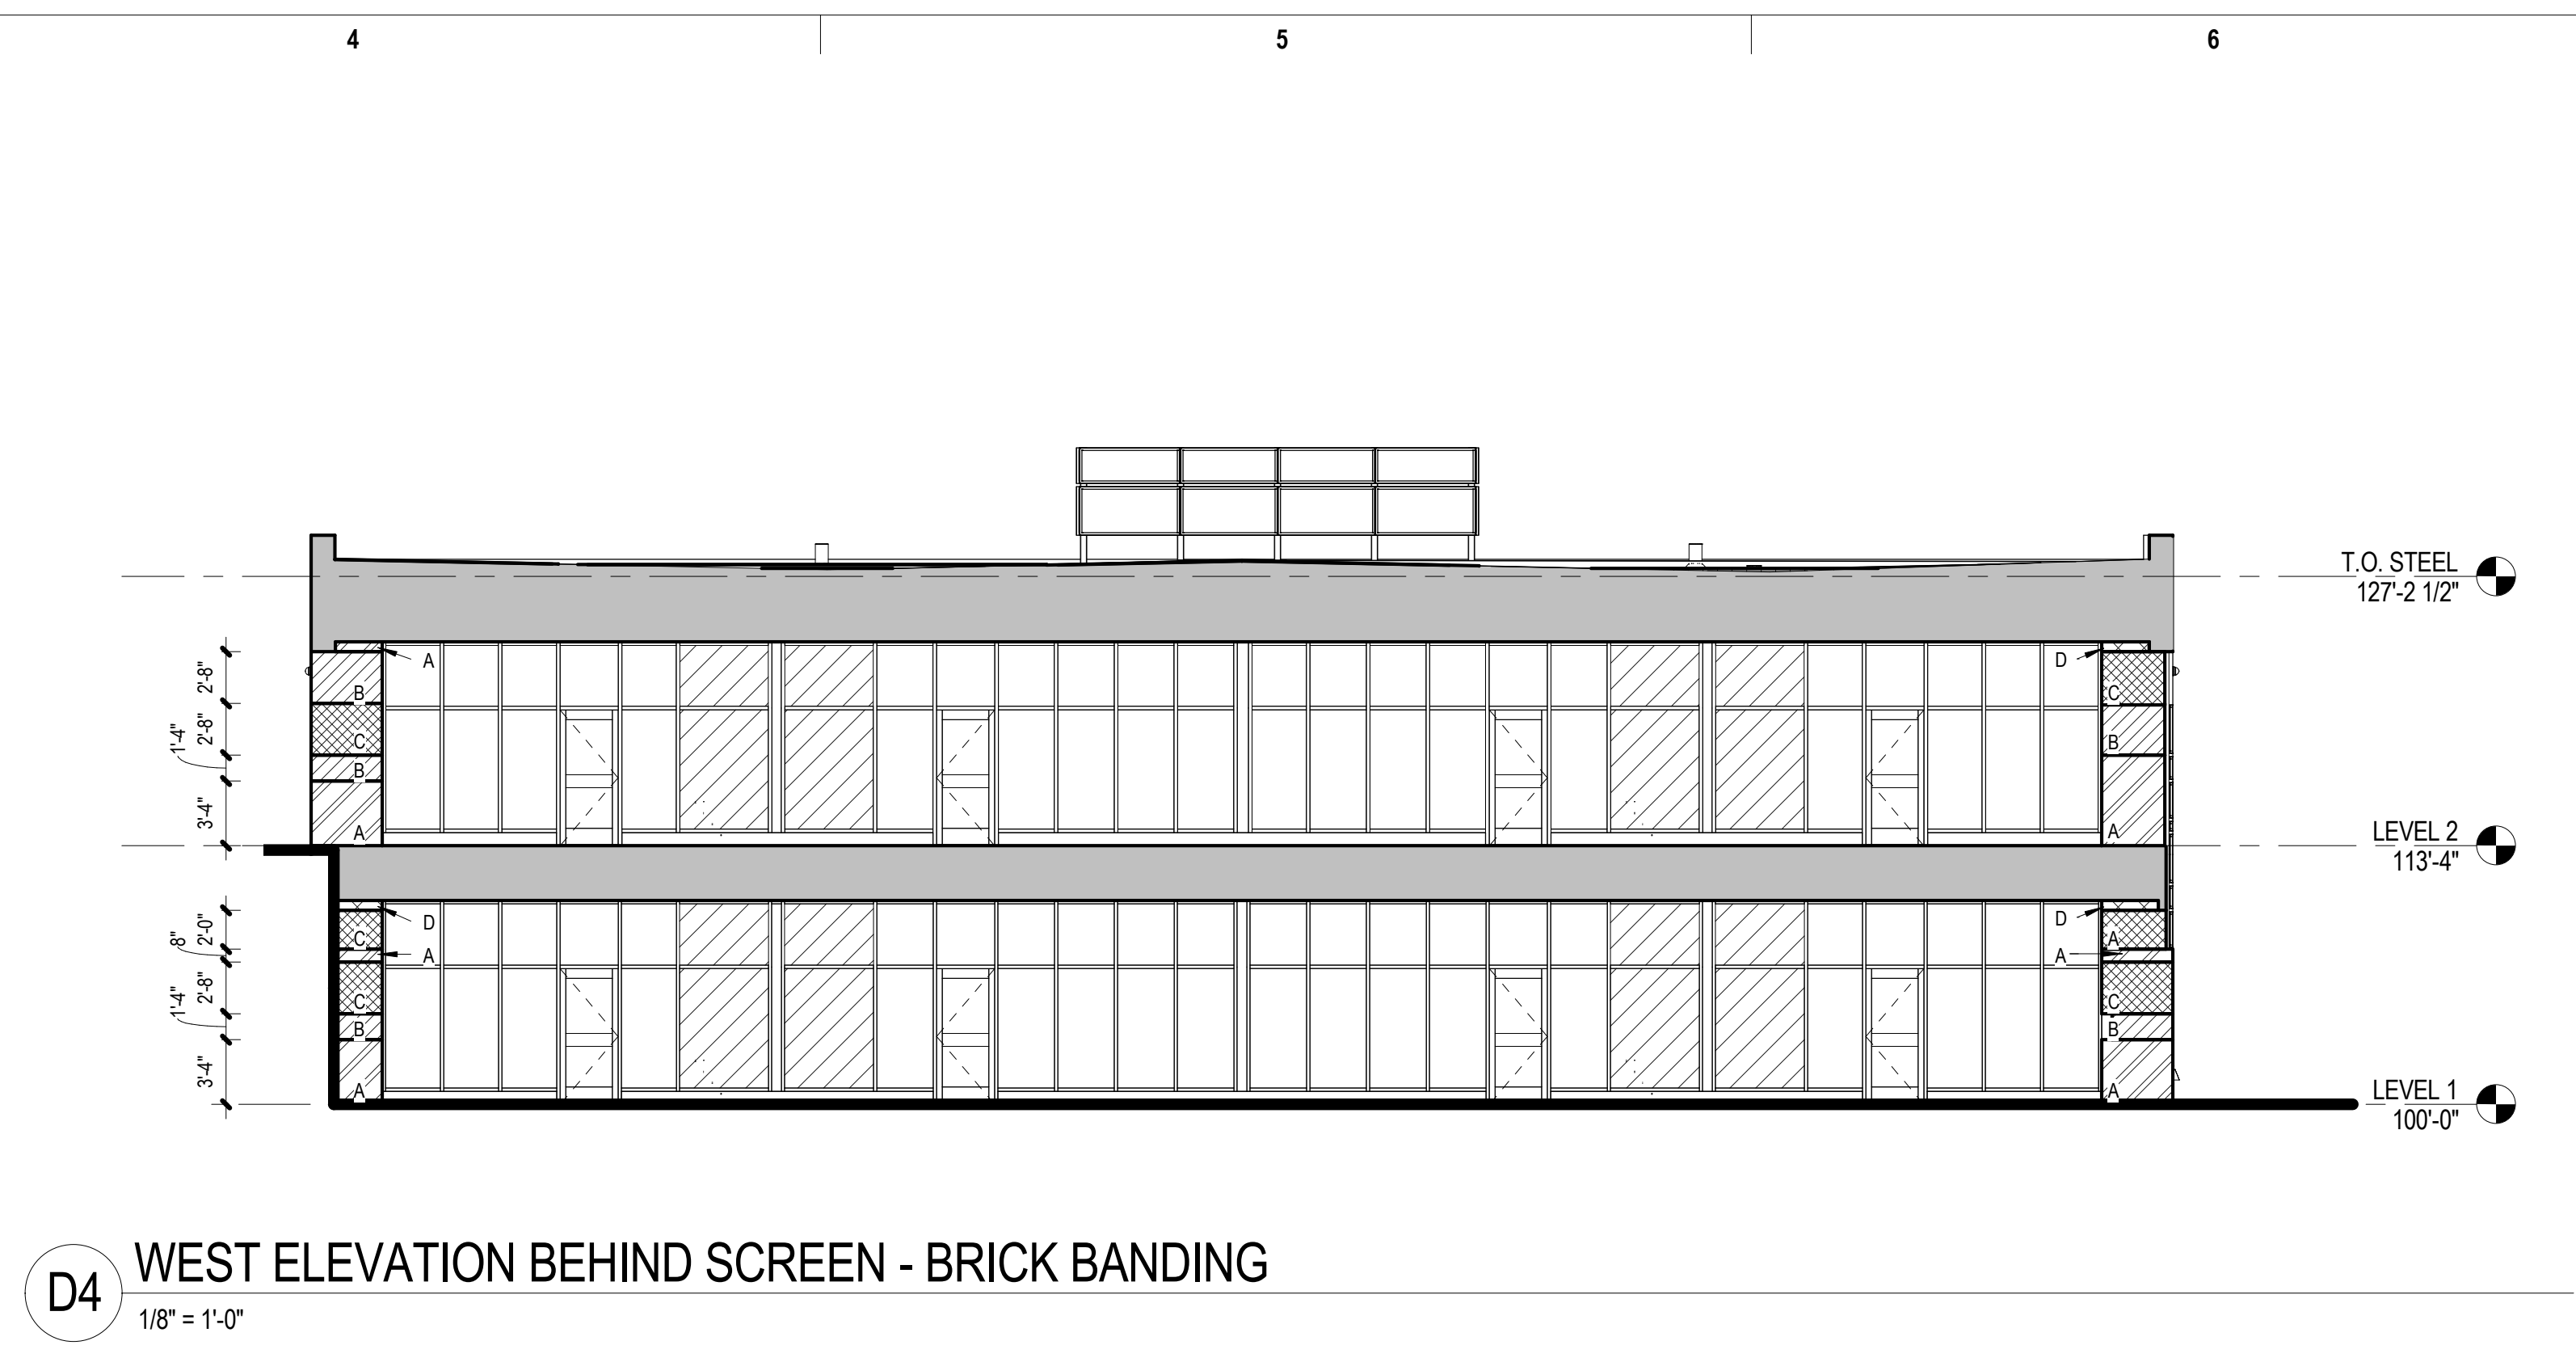 4 5 6
T.O. STEEL
127'-2 1/2"
A D
2'-8"
B C
2'-8"
C B
1'-4"
B
3'-4"
A A
LEVEL 2
113'-4"
D D
2'-0"
C A
8"
A A
2'-8"
C C
1'-4"
B B
3'-4"
A A
LEVEL 1
100'-0"
D4
WEST ELEVATION BEHIND SCREEN - BRICK BANDING
1/8" = 1'-0"